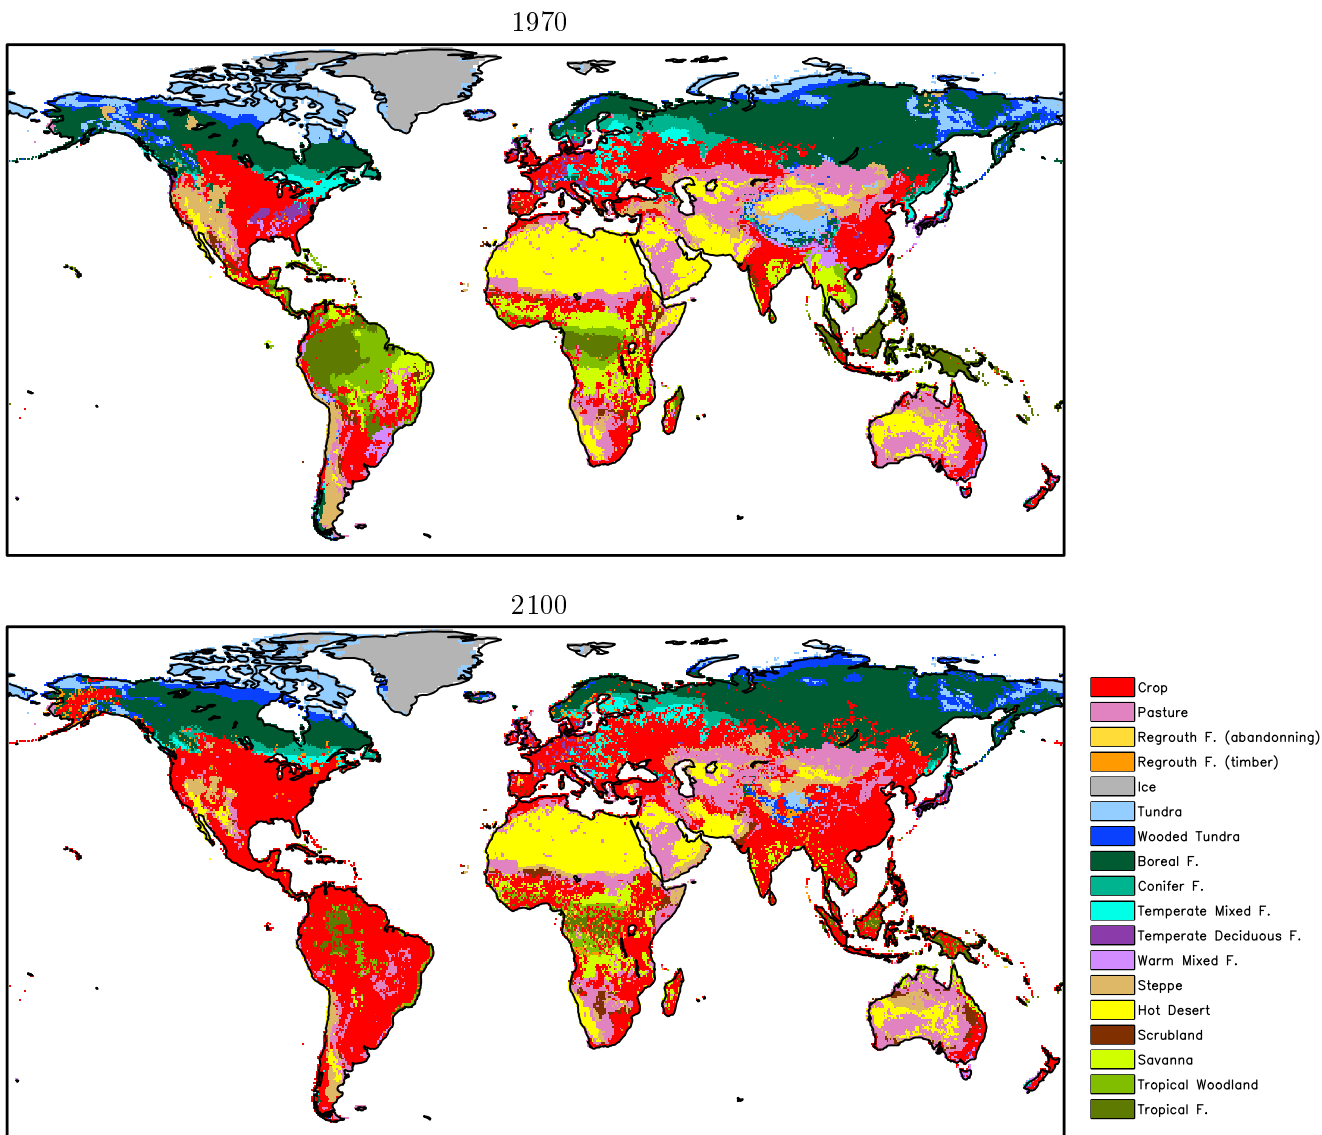 1970
2100
Crop
Pasture
Regrouth F. (abandonning)
Regrouth F. (timber)
Ice
Tundra
Wooded Tundra
Boreal F.
Conifer F.
Temperate Mixed F.
Temperate Deciduous F.
Warm Mixed F.
Steppe
Hot Desert
Scrubland
Savanna
Tropical Woodland
Tropical F.